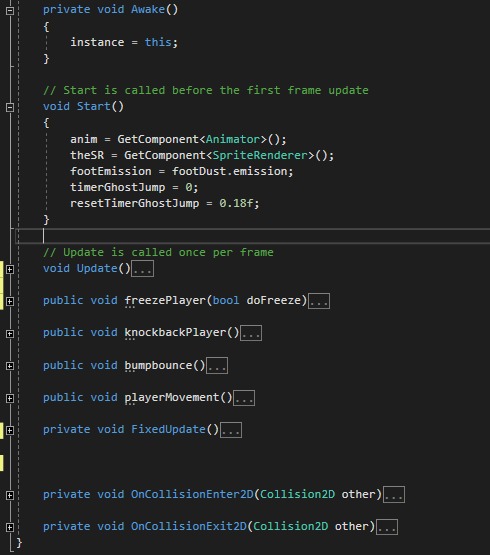 private void Awake()
{
instance = this;
}
// Start is called before the first frame update
void Start()
{
anim = GetComponent<Animator>();
theSR = GetComponent<SpriteRenderer>();
footEmission = footDust.emission;
timerGhostJump = 0;
resetTimerGhostJump = 0.18f;
}
// Update is called once per frame
void Update()...
public void freezePlayer(bool doFreeze)...
public void knockbackPlayer()...
public void bumpbounce()...
public void playerMovement()...
private void FixedUpdate()...
private void OnCollisionEnter2D(Collision2D other)...
private void OnCollisionExit2D(Collision2D other)...
}